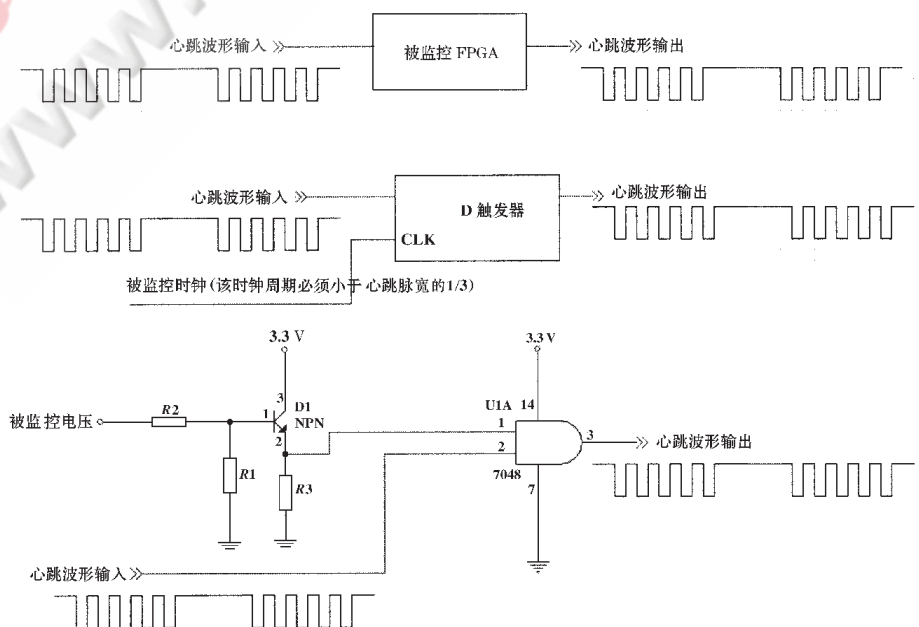 心跳波形输入
被监控 FPGA
心跳波形输出
心跳波形输入
D 触发器
CLK
心跳波形输出
被监控时钟(该时钟周期必须小于心跳脉宽的1/3)
3.3 V
3.3 V
被监控电压
R2
1
3
D1
NPN
2
R1
R3
U1A
14
1
2
3
7048
7
心跳波形输出
心跳波形输入